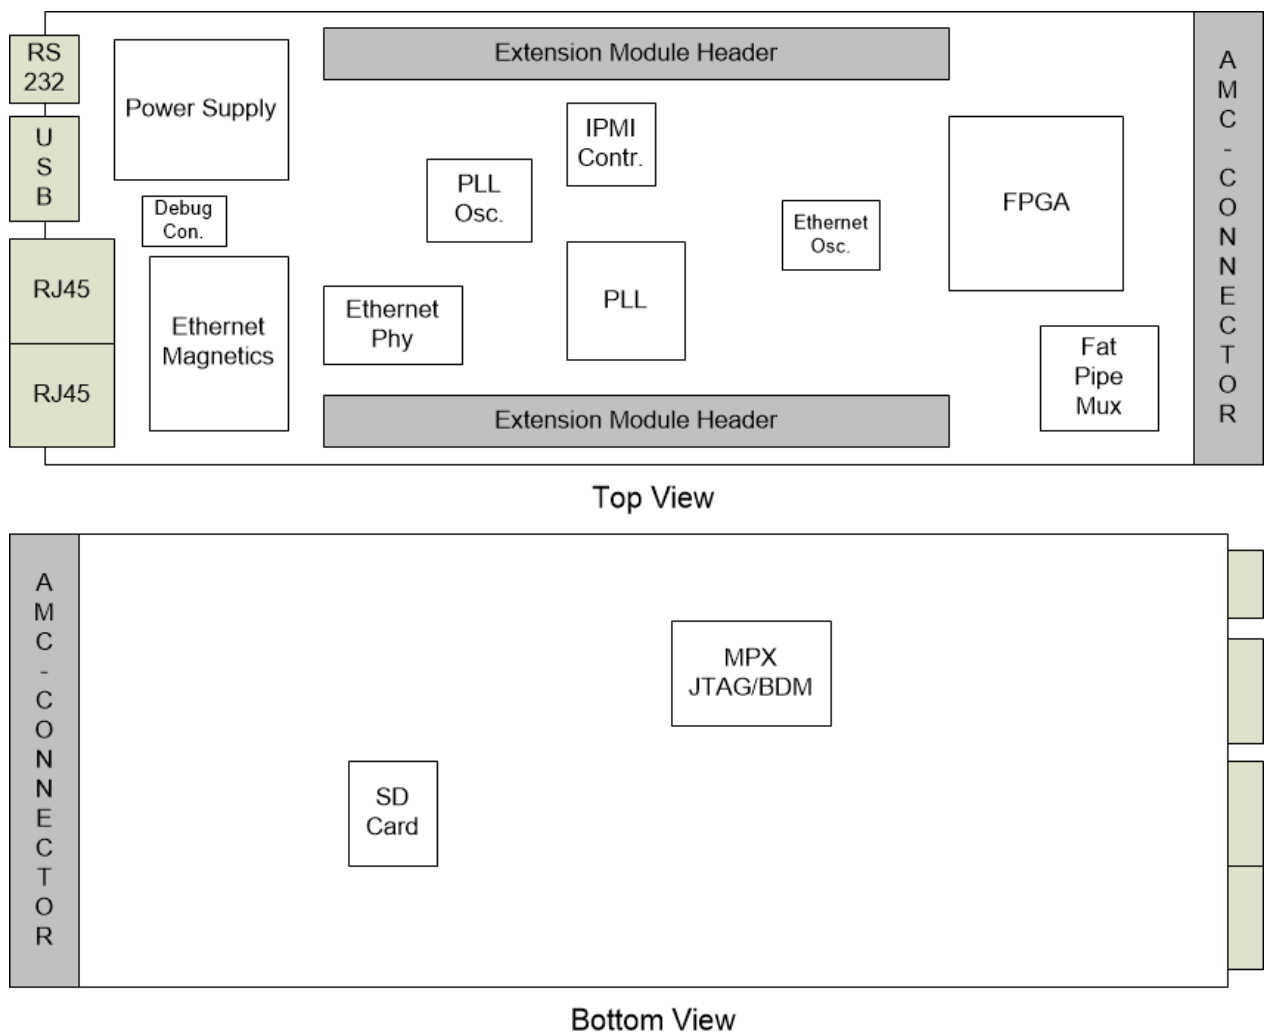 RS
232
U
S
B
RJ45
RJ45
Power Supply
Debug
Con.
Ethernet
Magnetics
Extension Module Header
PLL
Osc.
IPMI
Contr.
Ethernet
Phy
PLL
Ethernet
Osc.
FPGA
Fat
Pipe
Mux
Extension Module Header
A
M
C
-
C
O
N
N
E
C
T
O
R
Top View
A
M
C
-
C
O
N
N
E
C
T
O
R
MPX
JTAG/BDM
SD
Card
Bottom View